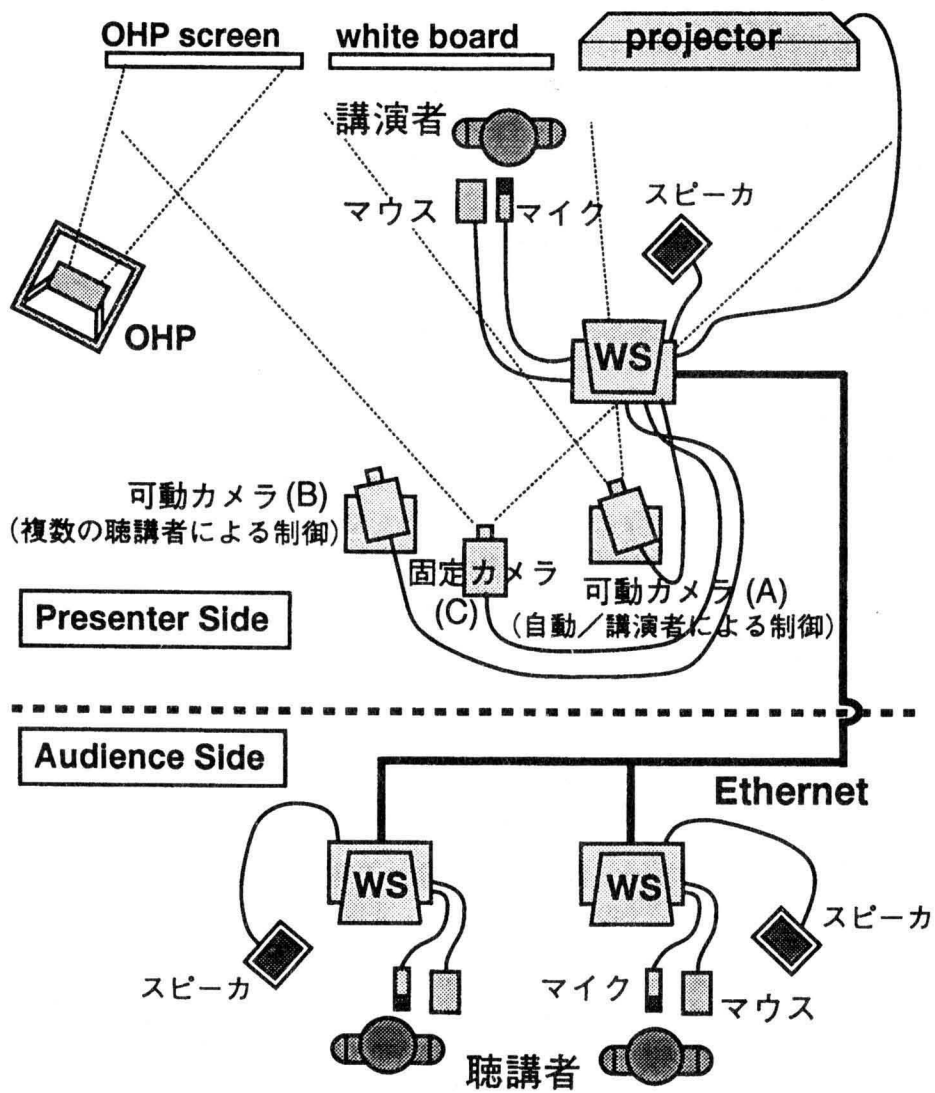 OHP screen
white board
projector
講演者
マウス
マイク
スピーカ
OHP
WS
可動カメラ(B)
(複数の聴講者による制御)
固定カメラ
(C)
可動カメラ(A)
(自動/講演者による制御)
Presenter Side
Audience Side
Ethernet
WS
WS
スピーカ
スピーカ
マイク
マウス
聴講者